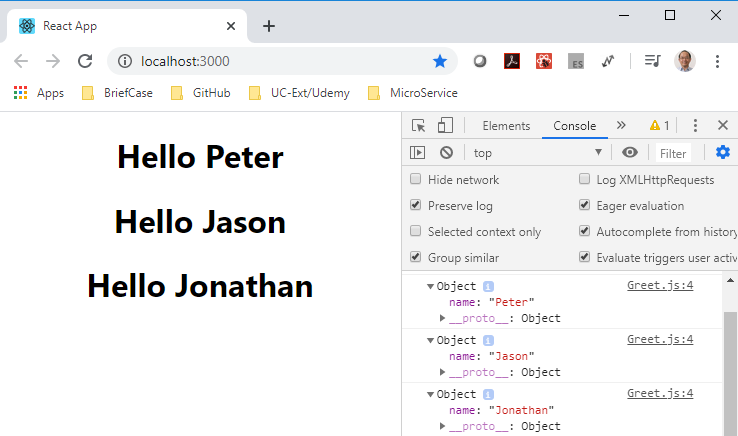 React App
localhost:3000
Apps BriefCase GitHub UC-Ext/Udemy MicroService
Hello Peter
Hello Jason
Hello Jonathan
Elements Console » 1
top Filter
Hide network Log XMLHttpRequests
Preserve log Eager evaluation
Selected context only Autocomplete from history
Group similar Evaluate triggers user activ
Object i Greet.js:4
name: "Peter"
__proto__: Object
Object i Greet.js:4
name: "Jason"
__proto__: Object
Object i Greet.js:4
name: "Jonathan"
__proto__: Object